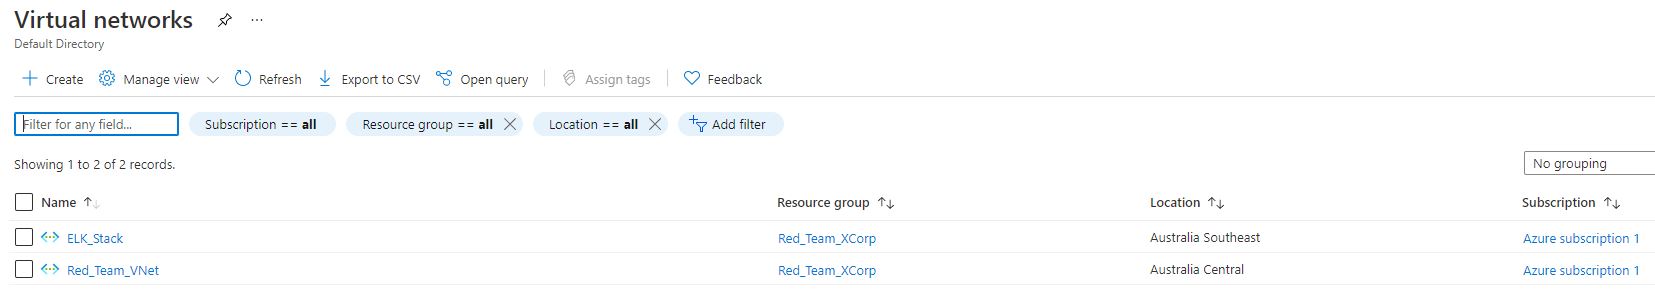 Virtual networks ...
Default Directory
Create Manage view Refresh Export to CSV Open query Assign tags Feedback
Filter for any field... Subscription == all Resource group == all Location == all Add filter
Showing 1 to 2 of 2 records. No grouping
Name Resource group Location Subscription
ELK_Stack Red_Team_XCorp Australia Southeast Azure subscription 1
Red_Team_VNet Red_Team_XCorp Australia Central Azure subscription 1